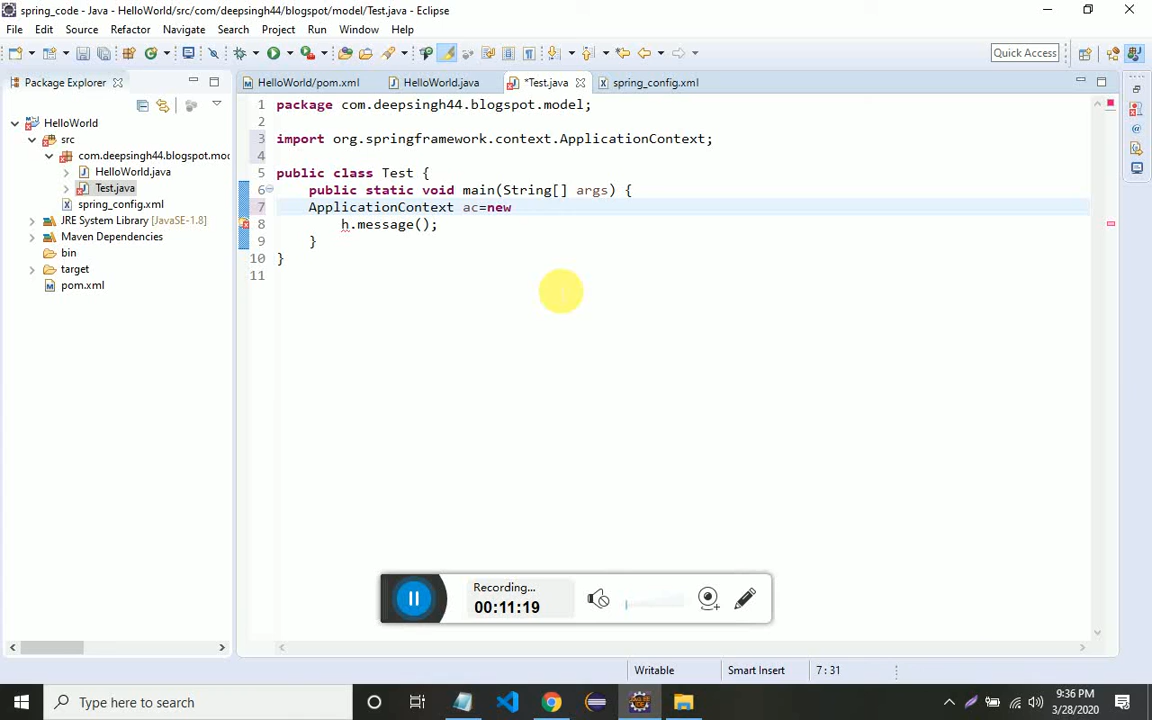 spring_code - Java - HelloWorld/src/com/deepsingh44/blogspot/model/Test.java - Eclipse
File Edit Source Refactor Navigate Search Project Run Window Help
Quick Access
Package Explorer
HelloWorld/pom.xml HelloWorld.java *Test.java spring_config.xml
HelloWorld
src
com.deepsingh44.blogspot.moc
HelloWorld.java
Test.java
spring_config.xml
JRE System Library [JavaSE-1.8]
Maven Dependencies
bin
target
pom.xml
1 package com.deepsingh44.blogspot.model;
2
3 import org.springframework.context.ApplicationContext;
4
5 public class Test {
6 public static void main(String[] args) {
7 ApplicationContext ac=new
8 h.message();
9 }
10 }
11
Recording...
00:11:19
Writable Smart Insert 7 : 31
Type here to search
9:36 PM
3/28/2020